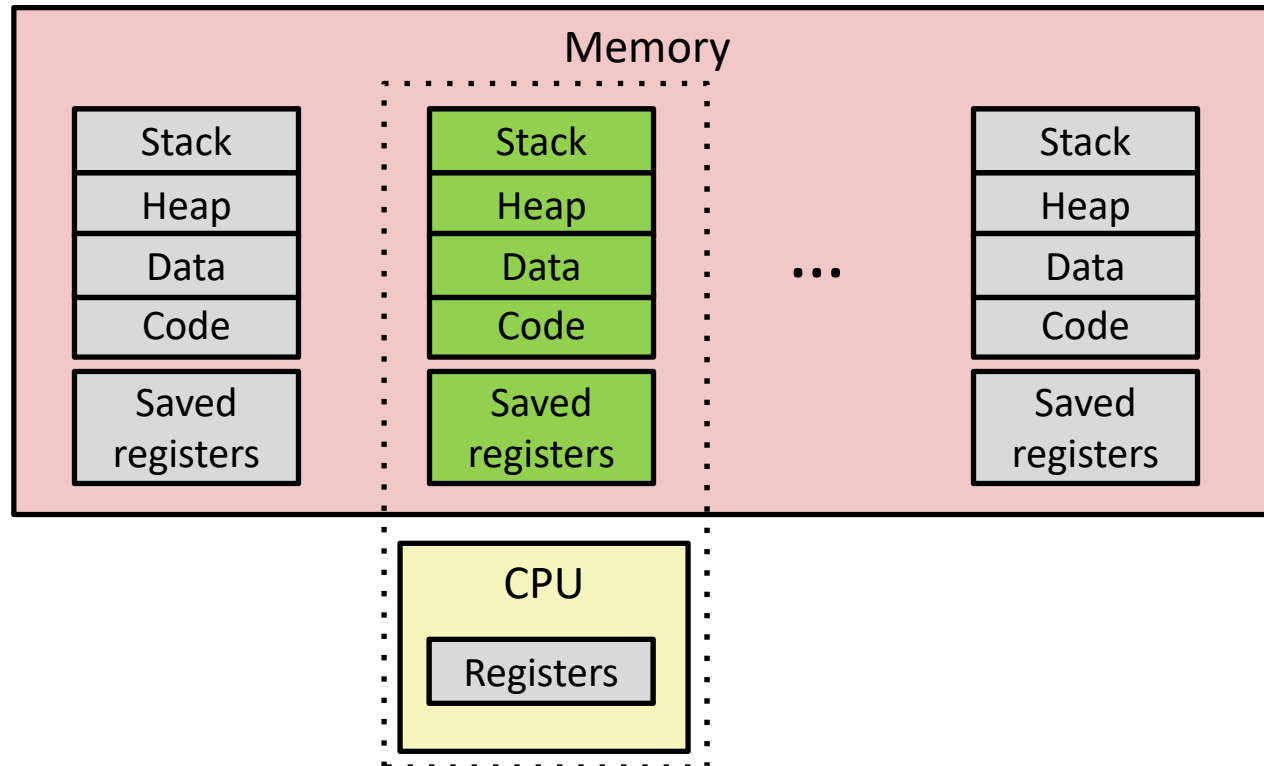 Memory
Stack
Heap
Data
Code
Saved
registers
Stack
Heap
Data
Code
Saved
registers
...
Stack
Heap
Data
Code
Saved
registers
CPU
Registers